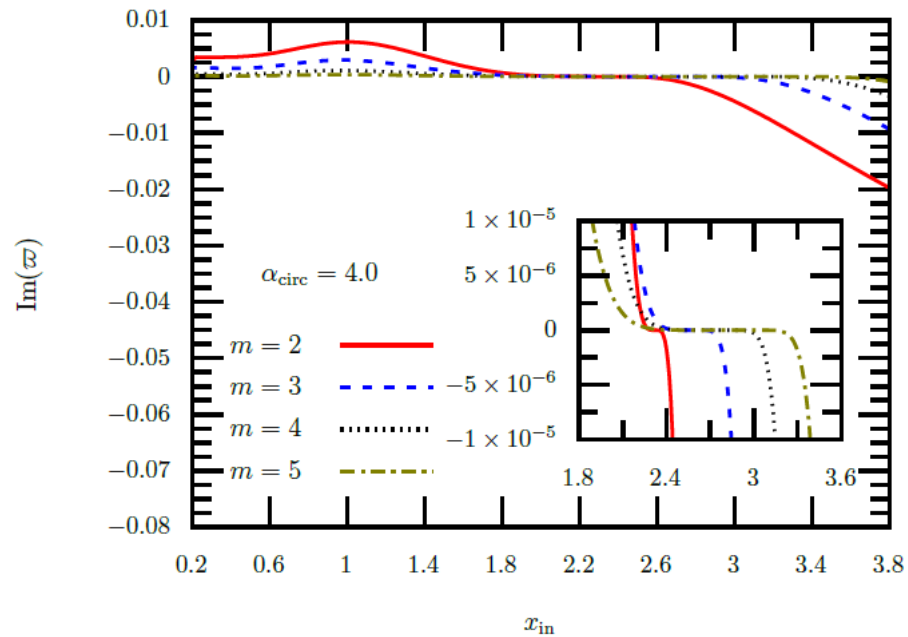 0.01
0
−0.01
−0.02
−0.03
−0.04
−0.05
−0.06
−0.07
−0.08
Im(ϖ)
α_circ = 4.0
m = 2
m = 3
m = 4
m = 5
1 × 10^−5
5 × 10^−6
0
−5 × 10^−6
−1 × 10^−5
1.8 2.4 3 3.6
0.2 0.6 1 1.4 1.8 2.2 2.6 3 3.4 3.8
x_in